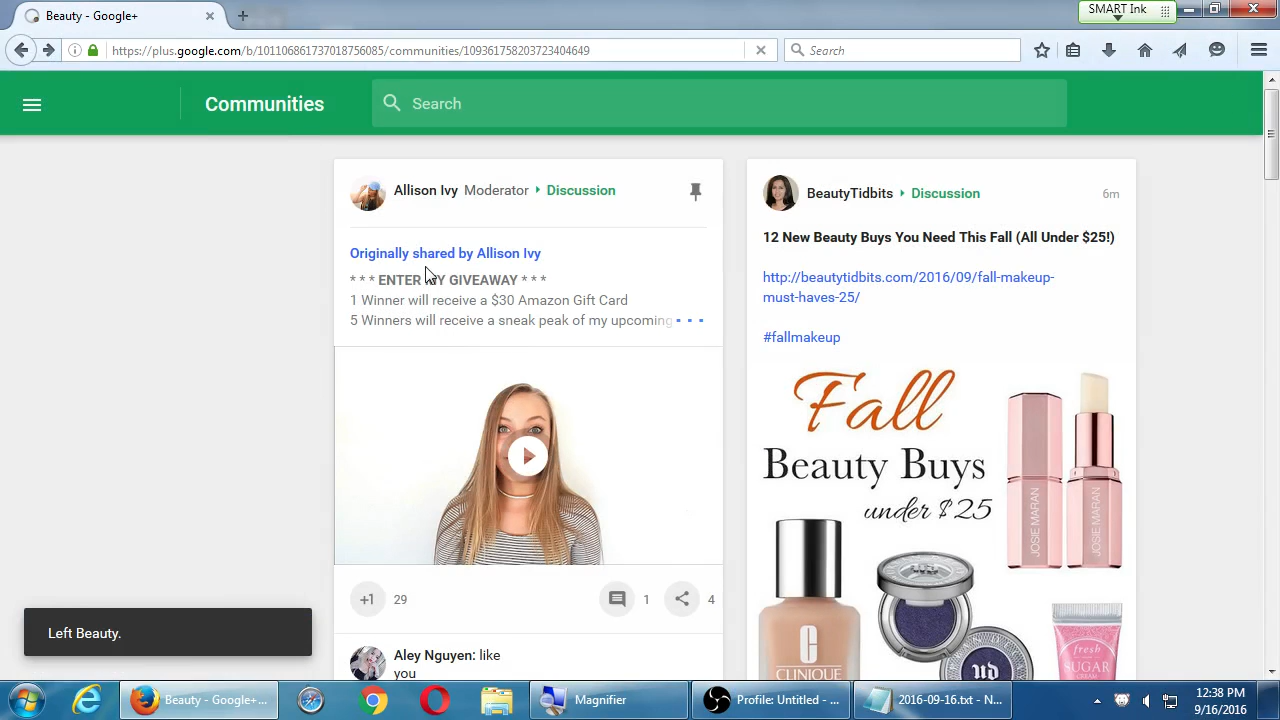 Beauty - Google+
SMART Ink
https://plus.google.com/b/101106861737018756085/communities/109361758203723404649
Search
Communities
Search
Allison Ivy Moderator Discussion
Originally shared by Allison Ivy
* * * ENTER MY GIVEAWAY * * *
1 Winner will receive a $30 Amazon Gift Card
5 Winners will receive a sneak peak of my upcoming
+1 29
1
4
Aley Nguyen: like
you
BeautyTidbits Discussion
6m
12 New Beauty Buys You Need This Fall (All Under $25!)
http://beautytidbits.com/2016/09/fall-makeup-
must-haves-25/
#fallmakeup
Fall
Beauty Buys
under $25
JOSIE MARAN
JOSIE MARAN
C
CLINIQUE
ud
fresh
SUGAR
Left Beauty.
Beauty - Google+...
Magnifier
Profile: Untitled - ...
2016-09-16.txt - N...
12:38 PM
9/16/2016